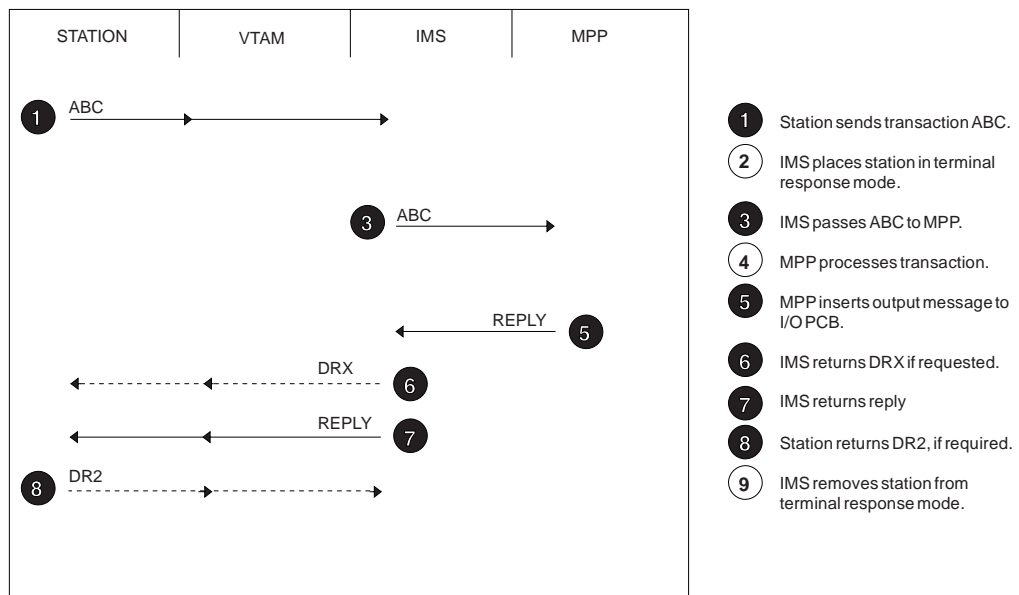 STATION VTAM IMS MPP
1 ABC
3 ABC
REPLY 5
DRX 6
REPLY 7
8 DR2
1 Station sends transaction ABC.
2 IMS places station in terminal
response mode.
3 IMS passes ABC to MPP.
4 MPP processes transaction.
5 MPP inserts output message to
I/O PCB.
6 IMS returns DRX if requested.
7 IMS returns reply
8 Station returns DR2, if required.
9 IMS removes station from
terminal response mode.